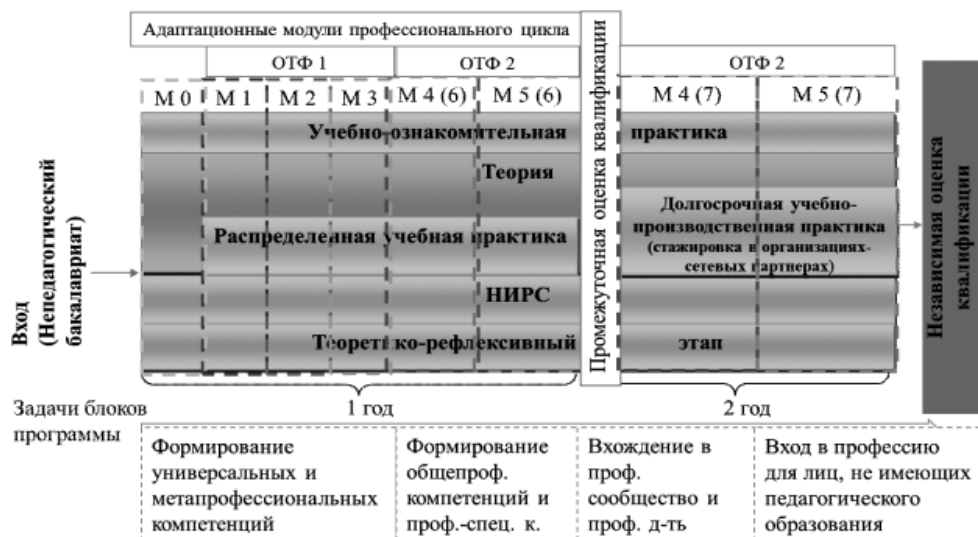 Адаптационные модули профессионального цикла
ОТФ 1
ОТФ 2
ОТФ 2
М 0
М 1
М 2
М 3
М 4 (6)
М 5 (6)
М 4 (7)
М 5 (7)
Учебно-ознакомительная
практика
Теория
Распределенная учебная практика
Долгосрочная учебно-
производственная практика
(стажировка в организациях-
сетевых партнерах)
НИРС
Теоретико-рефлексивный
этап
Вход
(Непедагогический
бакалавриат)
Промежуточная оценка квалификации
Независимая оценка
квалификации
1 год
2 год
Задачи блоков
программы
Формирование
универсальных и
метапрофессиональных
компетенций
Формирование
общепроф.
компетенций и
проф.-спец. к.
Вхождение в
проф.
сообщество и
проф. д-ть
Вход в профессию
для лиц, не имеющих
педагогического
образования